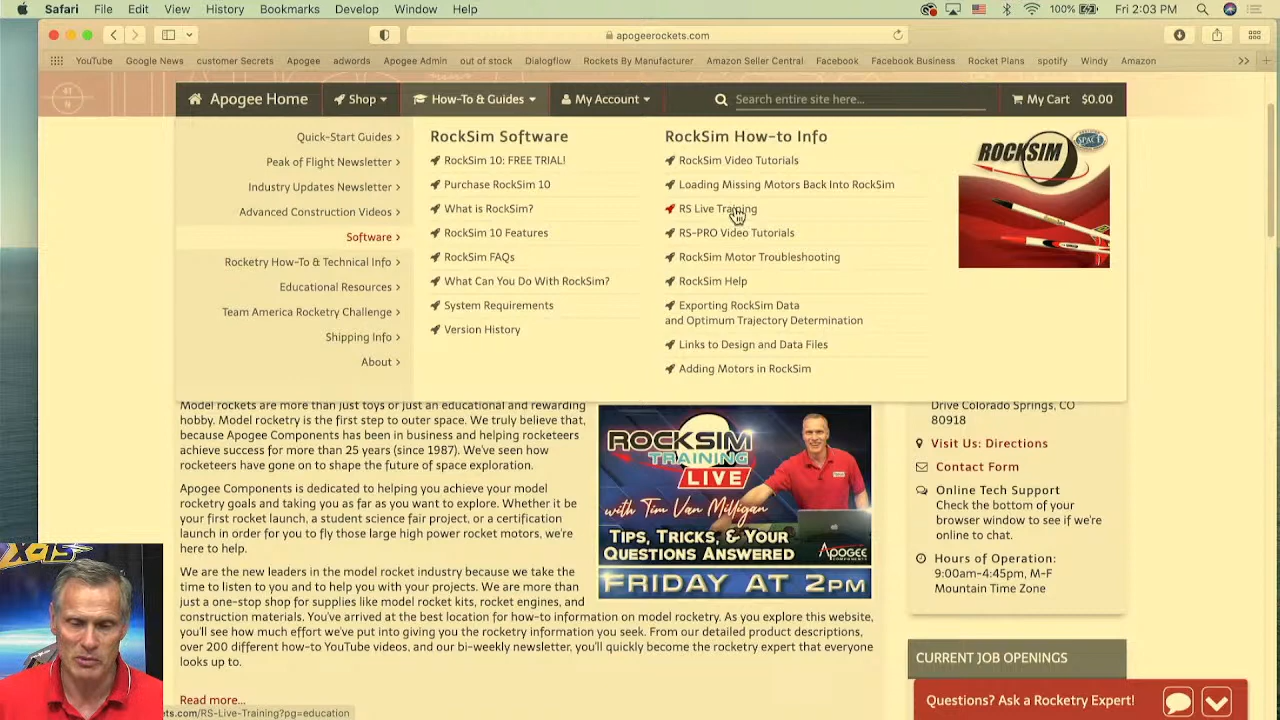 Safari File Edit View History Bookmarks Develop Window Help 100% Fri 2:03 PM
apogeerockets.com
YouTube Google News customer Secrets Apogee adwords Apogee Admin out of stock Dialogflow Rockets By Manufacturer Amazon Seller Central Facebook Facebook Business Rocket Plans spotify Windy Amazon
Apogee Home Shop How-To & Guides My Account Search entire site here... My Cart $0.00
Quick-Start Guides
Peak of Flight Newsletter
Industry Updates Newsletter
Advanced Construction Videos
Software
Rocketry How-To & Technical Info
Educational Resources
Team America Rocketry Challenge
Shipping Info
About
RockSim Software
RockSim 10: FREE TRIAL!
Purchase RockSim 10
What is RockSim?
RockSim 10 Features
RockSim FAQs
What Can You Do With RockSim?
System Requirements
Version History
RockSim How-to Info
RockSim Video Tutorials
Loading Missing Motors Back Into RockSim
RS Live Training
RS-PRO Video Tutorials
RockSim Motor Troubleshooting
RockSim Help
Exporting RockSim Data
and Optimum Trajectory Determination
Links to Design and Data Files
Adding Motors in RockSim
ROCKSIM
SPACE
Model rockets are more than just toys or just an educational and rewarding
hobby. Model rocketry is the first step to outer space. We truly believe that,
because Apogee Components has been in business and helping rocketeers
achieve success for more than 25 years (since 1987). We've seen how
rocketeers have gone on to shape the future of space exploration.
Apogee Components is dedicated to helping you achieve your model
rocketry goals and taking you as far as you want to explore. Whether it be
your first rocket launch, a student science fair project, or a certification
launch in order for you to fly those large high power rocket motors, we're
here to help.
We are the new leaders in the model rocket industry because we take the
time to listen to you and to help you with your projects. We are more than
just a one-stop shop for supplies like model rocket kits, rocket engines, and
construction materials. You've arrived at the best location for how-to information on model rocketry. As you explore this website,
you'll see how much effort we've put into giving you the rocketry information you seek. From our detailed product descriptions,
over 200 different how-to YouTube videos, and our bi-weekly newsletter, you'll quickly become the rocketry expert that everyone
looks up to.
Read more...
ROCKSIM
TRAINING
LIVE
with Tim Van Milligan
TIPS, TRICKS, & YOUR
QUESTIONS ANSWERED
APOGEE
COMPONENTS
FRIDAY AT 2PM
Drive Colorado Springs, CO
80918
Visit Us: Directions
Contact Form
Online Tech Support
Check the bottom of your
browser window to see if we're
online to chat.
Hours of Operation:
9:00am-4:45pm, M-F
Mountain Time Zone
CURRENT JOB OPENINGS
Questions? Ask a Rocketry Expert!
ts.com/RS-Live-Training?pg=education